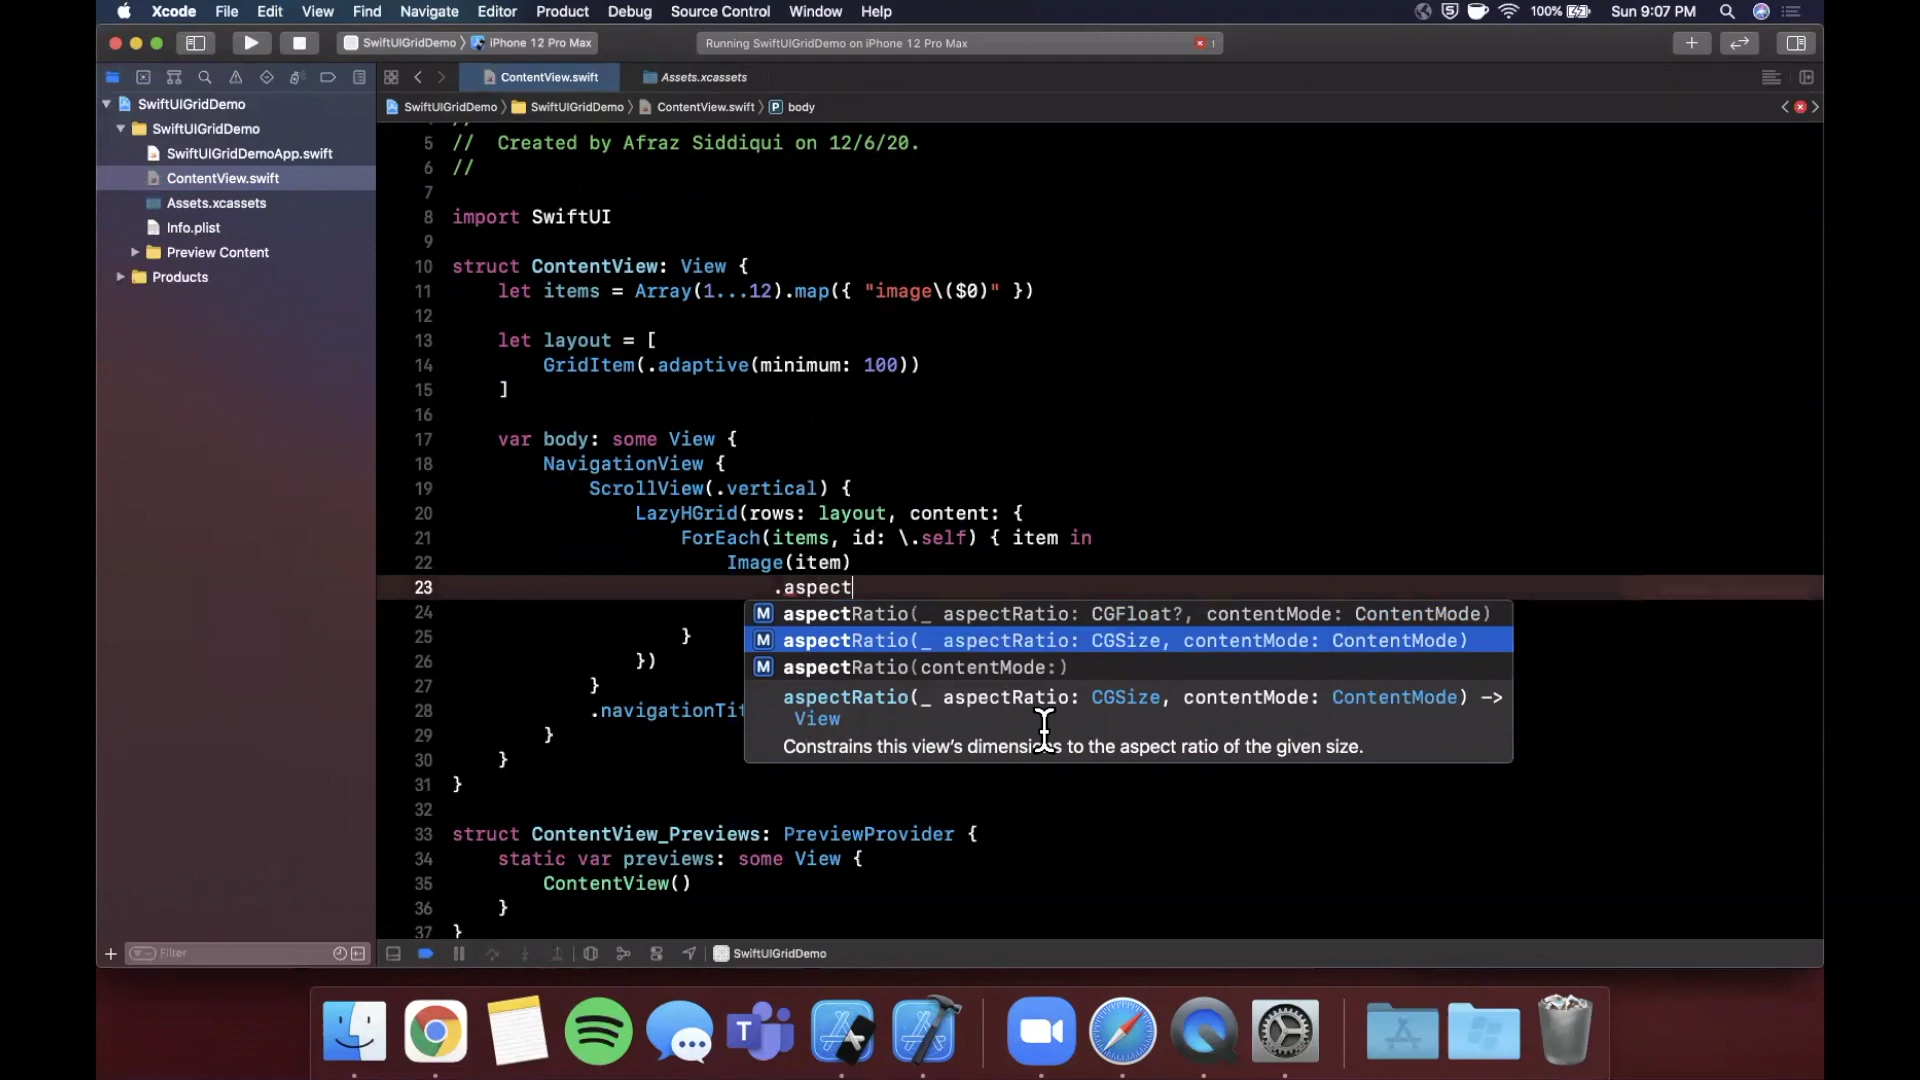 Xcode File Edit View Find Navigate Editor Product Debug Source Control Window Help 100% Sun 9:07 PM
SwiftUIGridDemo iPhone 12 Pro Max Running SwiftUIGridDemo on iPhone 12 Pro Max 1
ContentView.swift Assets.xcassets
SwiftUIGridDemo SwiftUIGridDemo ContentView.swift P body
SwiftUIGridDemo
SwiftUIGridDemo
SwiftUIGridDemoApp.swift
ContentView.swift
Assets.xcassets
Info.plist
Preview Content
Products
Filter
5 // Created by Afraz Siddiqui on 12/6/20.
6 //
7
8 import SwiftUI
9
10 struct ContentView: View {
11 let items = Array(1...12).map({ "image\($0)" })
12
13 let layout = [
14 GridItem(.adaptive(minimum: 100))
15 ]
16
17 var body: some View {
18 NavigationView {
19 ScrollView(.vertical) {
20 LazyHGrid(rows: layout, content: {
21 ForEach(items, id: \.self) { item in
22 Image(item)
23 .aspect
24
25 }
26 })
27 }
28 .navigationTit
29 }
30 }
31 }
32
33 struct ContentView_Previews: PreviewProvider {
34 static var previews: some View {
35 ContentView()
36 }
37 }
M aspectRatio(_ aspectRatio: CGFloat?, contentMode: ContentMode)
M aspectRatio(_ aspectRatio: CGSize, contentMode: ContentMode)
M aspectRatio(contentMode:)
aspectRatio(_ aspectRatio: CGSize, contentMode: ContentMode) ->
View
Constrains this view's dimensions to the aspect ratio of the given size.
SwiftUIGridDemo